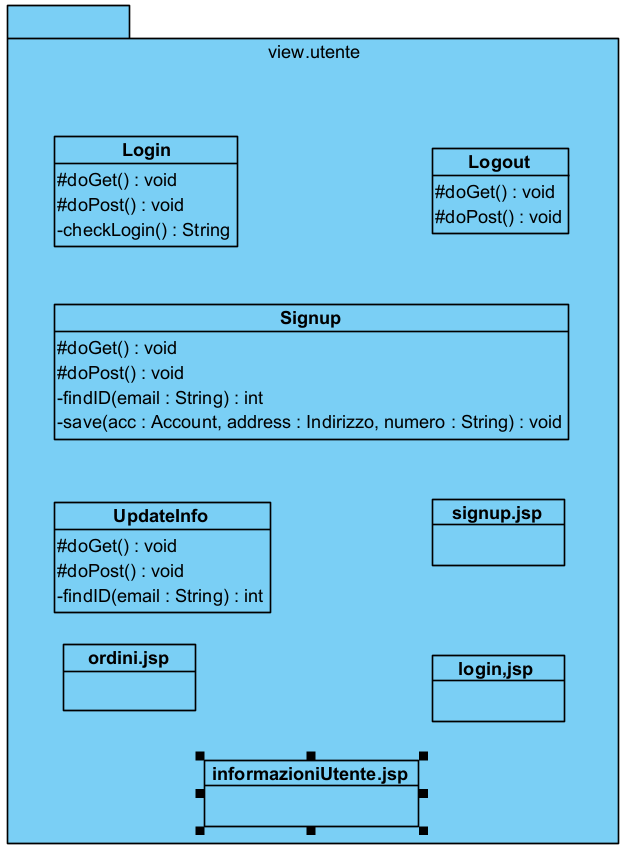 view.utente
Login
#doGet() : void
#doPost() : void
-checkLogin() : String
Logout
#doGet() : void
#doPost() : void
Signup
#doGet() : void
#doPost() : void
-findID(email : String) : int
-save(acc : Account, address : Indirizzo, numero : String) : void
UpdateInfo
#doGet() : void
#doPost() : void
-findID(email : String) : int
signup.jsp
ordini.jsp
login,jsp
informazioniUtente.jsp